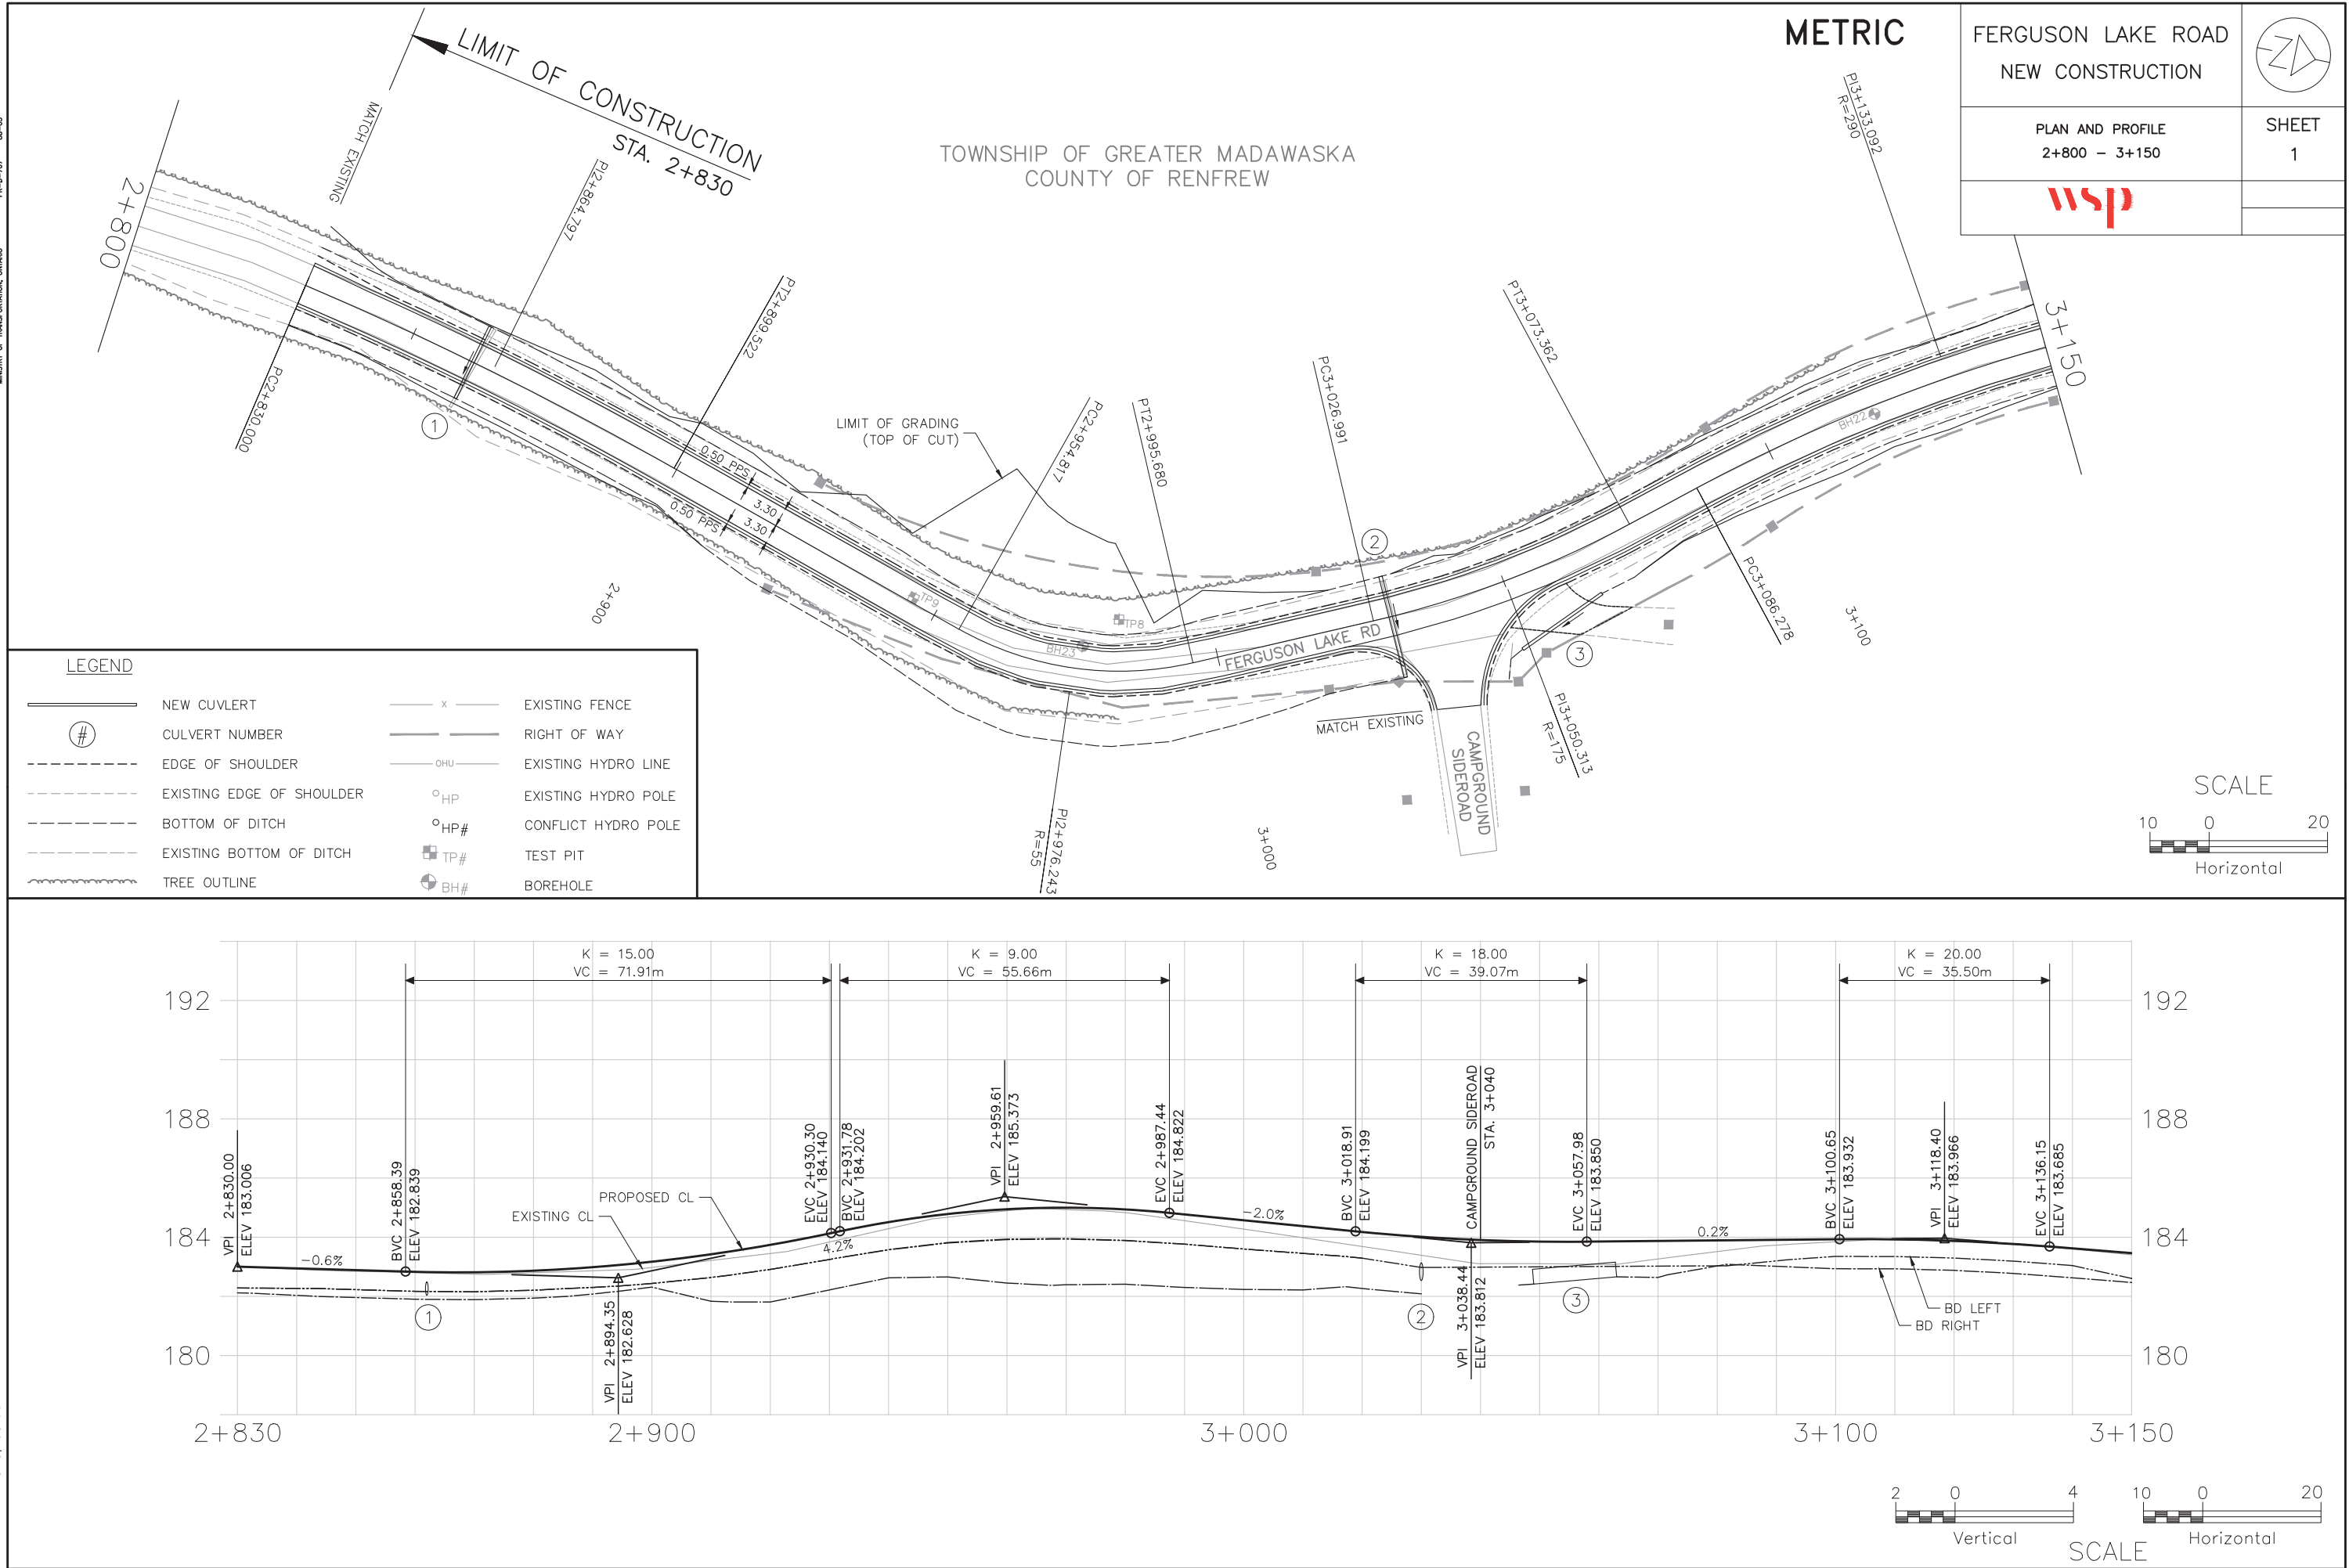 METRIC
FERGUSON LAKE ROAD
NEW CONSTRUCTION
PLAN AND PROFILE
2+800 - 3+150
SHEET
1
wsp
ZA
LIMIT OF CONSTRUCTION
STA. 2+830
MATCH EXISTING
TOWNSHIP OF GREATER MADAWASKA
COUNTY OF RENFREW
2+800
PI2+864.797
PT2+899.522
PC2+830.000
1
0.50 PPS
3.30
0.50 PPS
3.30
LIMIT OF GRADING
(TOP OF CUT)
PC2+954.817
PT2+995.680
PC3+026.991
PT3+073.362
PI3+133.092
R=290
3+150
BH22
2
TP9
TP8
BH23
FERGUSON LAKE RD
3
PC3+086.278
3+100
2+900
MATCH EXISTING
CAMPGROUND
SIDEROAD
PI3+050.313
R=175
PI2+976.243
R=55
3+000
SCALE
10 0 20
Horizontal
LEGEND
NEW CUVLERT
# CULVERT NUMBER
EDGE OF SHOULDER
EXISTING EDGE OF SHOULDER
BOTTOM OF DITCH
EXISTING BOTTOM OF DITCH
TREE OUTLINE
X EXISTING FENCE
RIGHT OF WAY
OHU EXISTING HYDRO LINE
HP EXISTING HYDRO POLE
HP# CONFLICT HYDRO POLE
TP# TEST PIT
BH# BOREHOLE
K = 15.00
VC = 71.91m
K = 9.00
VC = 55.66m
K = 18.00
VC = 39.07m
K = 20.00
VC = 35.50m
192 192
188 188
184 184
180 180
VPI 2+830.00
ELEV 183.006
-0.6%
BVC 2+858.39
ELEV 182.839
EXISTING CL
PROPOSED CL
VPI 2+894.35
ELEV 182.628
EVC 2+930.30
ELEV 184.140
BVC 2+931.78
ELEV 184.202
4.2%
VPI 2+959.61
ELEV 185.373
EVC 2+987.44
ELEV 184.822
-2.0%
BVC 3+018.91
ELEV 184.199
CAMPGROUND SIDEROAD
STA. 3+040
VPI 3+038.44
ELEV 183.812
EVC 3+057.98
ELEV 183.850
0.2%
BVC 3+100.65
ELEV 183.932
VPI 3+118.40
ELEV 183.966
EVC 3+136.15
ELEV 183.685
1
2
3
BD LEFT
BD RIGHT
2+830 2+900 3+000 3+100 3+150
2 0 4
Vertical
10 0 20
Horizontal
SCALE